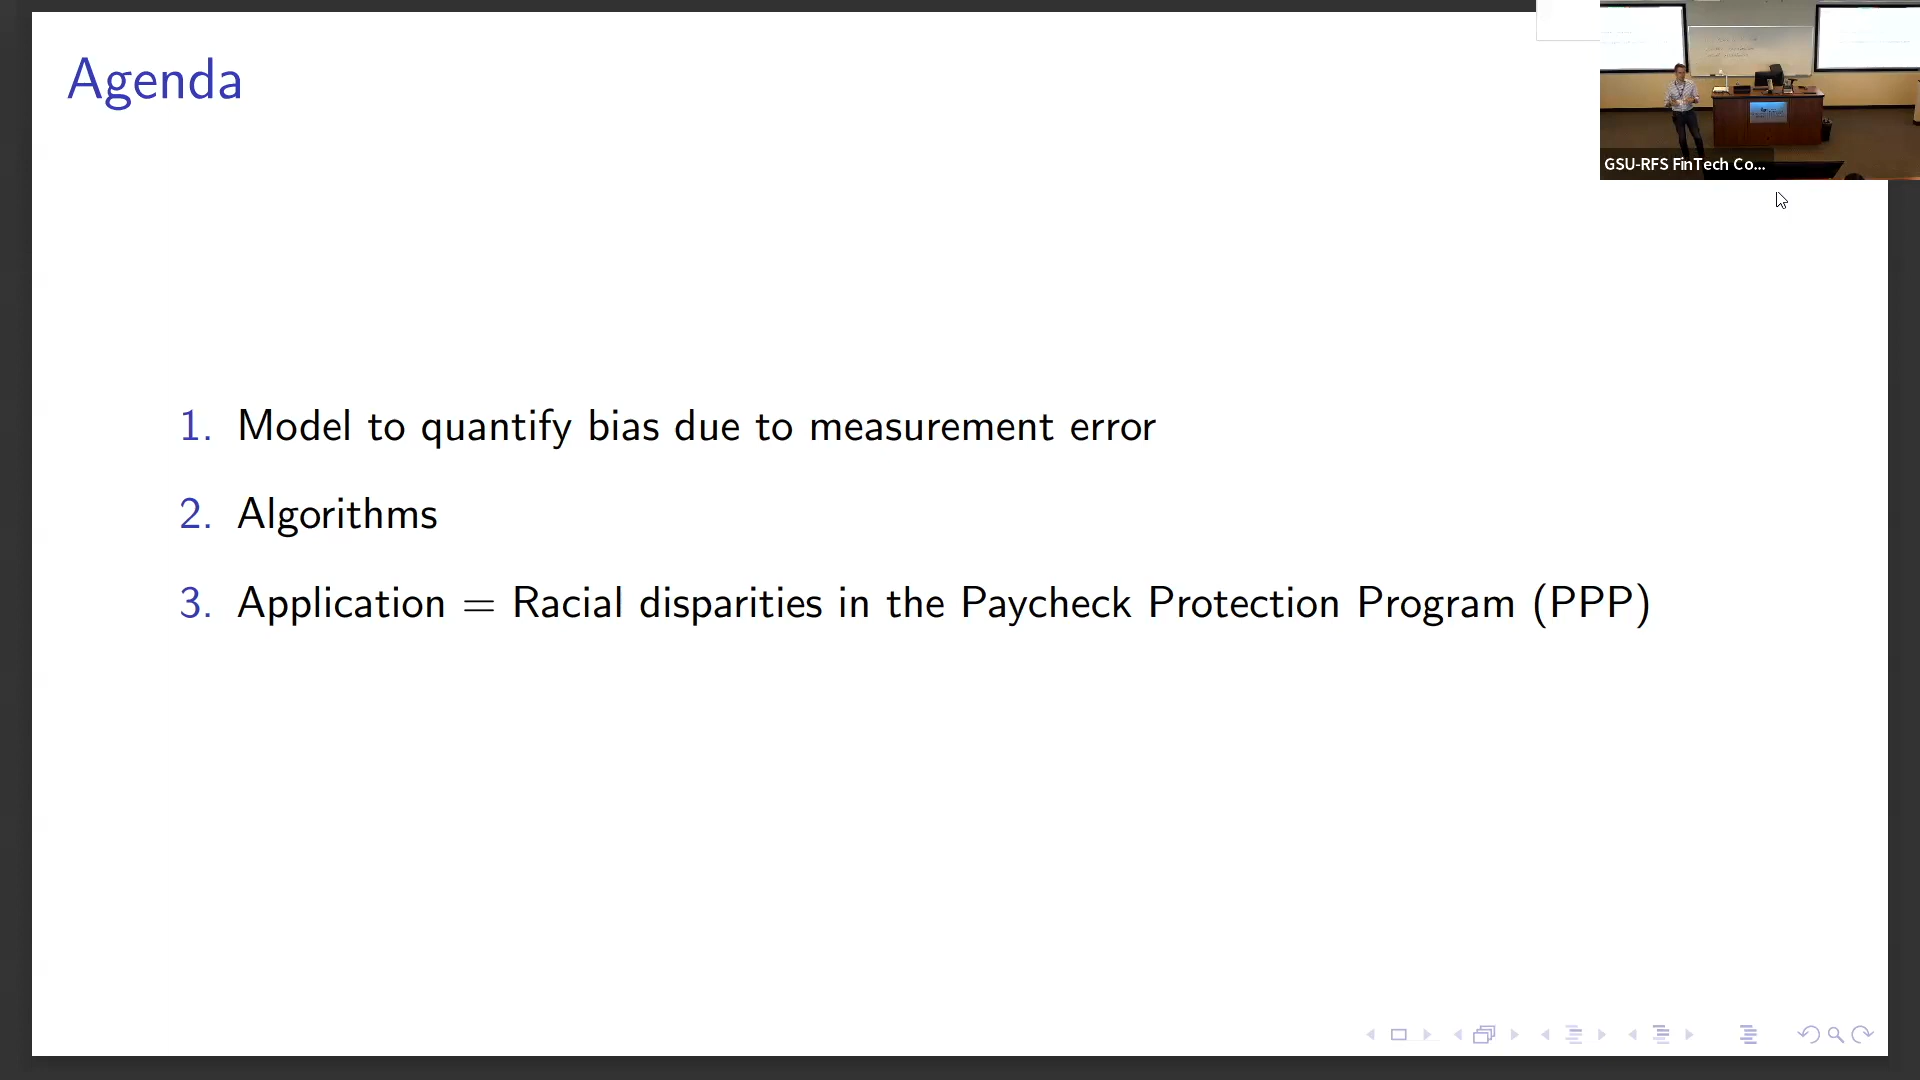 Agenda
GSU-RFS FinTech Co...
1. Model to quantify bias due to measurement error
2. Algorithms
3. Application = Racial disparities in the Paycheck Protection Program (PPP)